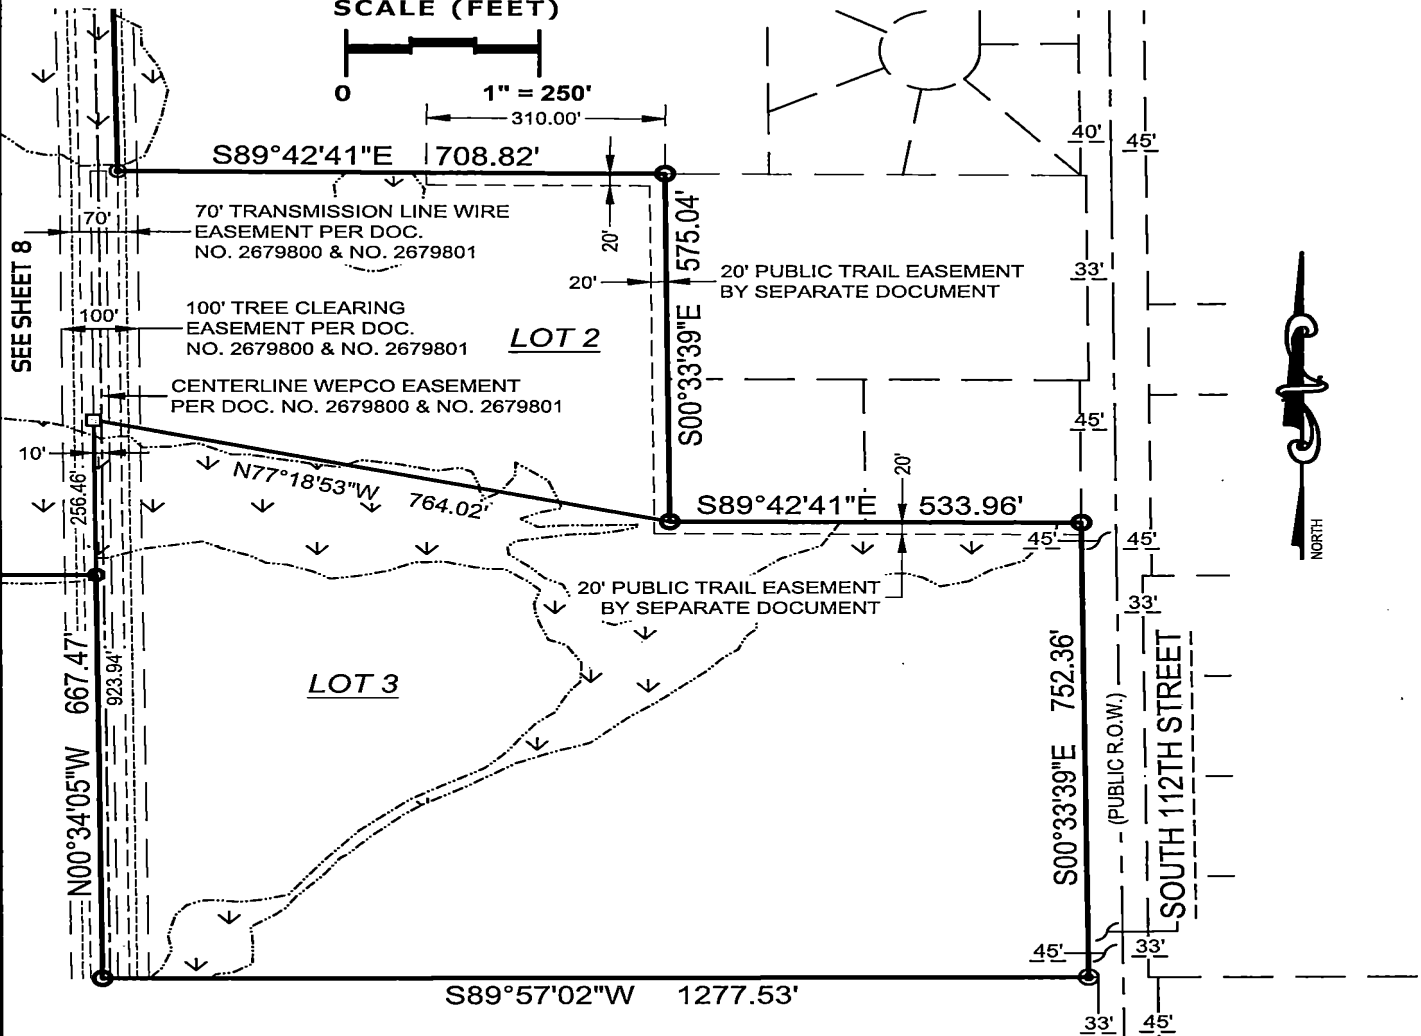 SCALE (FEET)
0 1" = 250'
310.00'
S89°42'41"E 708.82'
40'
45'
70'
70' TRANSMISSION LINE WIRE
EASEMENT PER DOC.
NO. 2679800 & NO. 2679801
20'
575.04'
S00°33'39"E
20'
20' PUBLIC TRAIL EASEMENT
BY SEPARATE DOCUMENT
33'
SEE SHEET 8
100'
100' TREE CLEARING
EASEMENT PER DOC.
NO. 2679800 & NO. 2679801
LOT 2
CENTERLINE WEPCO EASEMENT
PER DOC. NO. 2679800 & NO. 2679801
45'
10'
256.46'
N77°18'53"W 764.02'
20'
S89°42'41"E 533.96'
45'
45'
NORTH
20' PUBLIC TRAIL EASEMENT
BY SEPARATE DOCUMENT
33'
N00°34'05"W 667.47'
923.94'
LOT 3
S00°33'39"E 752.36'
(PUBLIC R.O.W.)
SOUTH 112TH STREET
45'
33'
S89°57'02"W 1277.53'
33'
45'